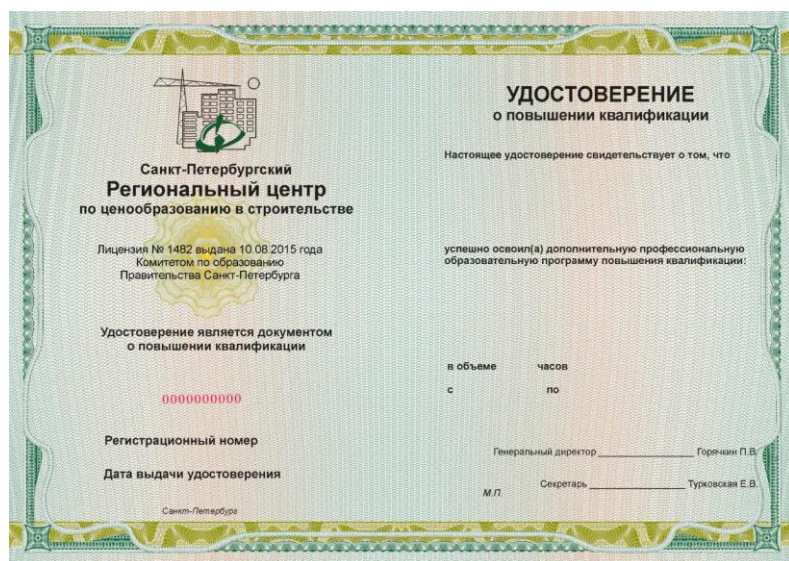 Санкт-Петербургский
Региональный центр
по ценообразованию в строительстве
Лицензия № 1482 выдана 10.08.2015 года
Комитетом по образованию
Правительства Санкт-Петербурга
Удостоверение является документом
о повышении квалификации
0000000000
Регистрационный номер
Дата выдачи удостоверения
Санкт-Петербург
УДОСТОВЕРЕНИЕ
о повышении квалификации
Настоящее удостоверение свидетельствует о том, что
успешно освоил(а) дополнительную профессиональную
образовательную программу повышения квалификации:
в объеме часов
с по
Генеральный директор ____________ Горячкин П.В.
Секретарь ____________ Турковская Е.В.
М.П.